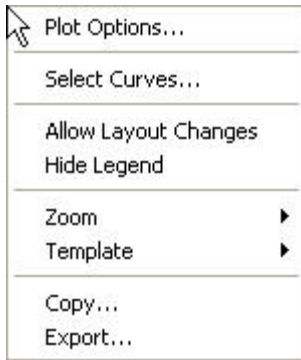 Plot Options...
Select Curves...
Allow Layout Changes
Hide Legend
Zoom
Template
Copy...
Export...